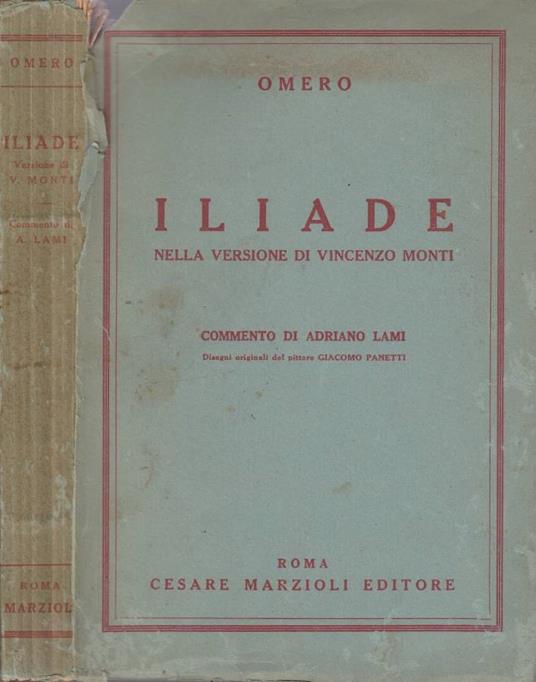 OMERO
ILIADE
Versione di
V. MONTI
Commento di
A. LAMI
ROMA
MARZIOLI
OMERO
ILIADE
NELLA VERSIONE DI VINCENZO MONTI
COMMENTO DI ADRIANO LAMI
Disegni originali del pittore GIACOMO PANETTI
ROMA
CESARE MARZIOLI EDITORE